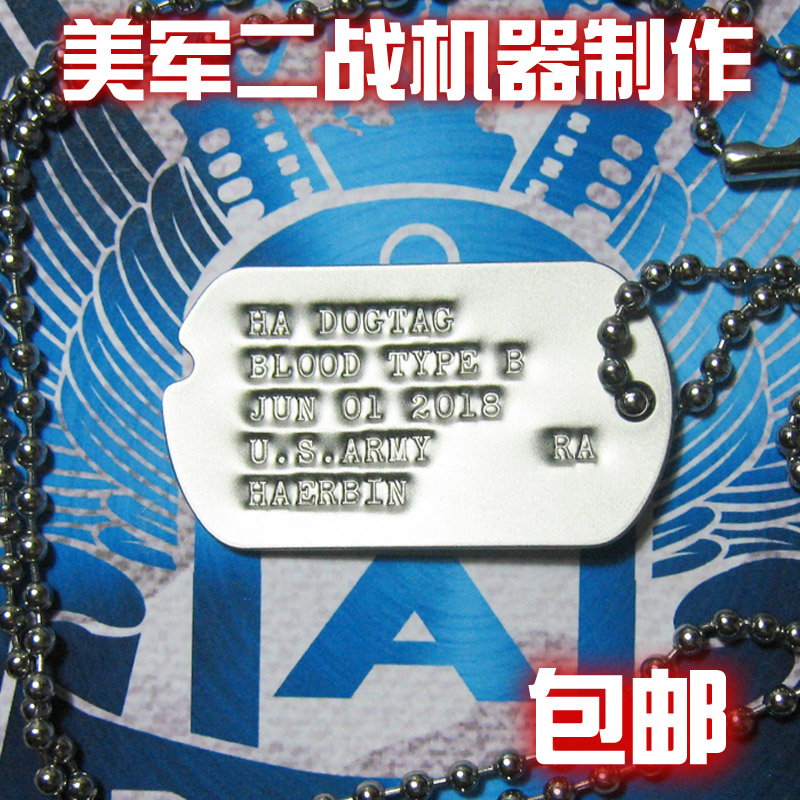 美军二战机器制作
HA DOGTAG
BLOOD TYPE B
JUN 01 2018
U.S.ARMY RA
HAERBIN
A
包邮